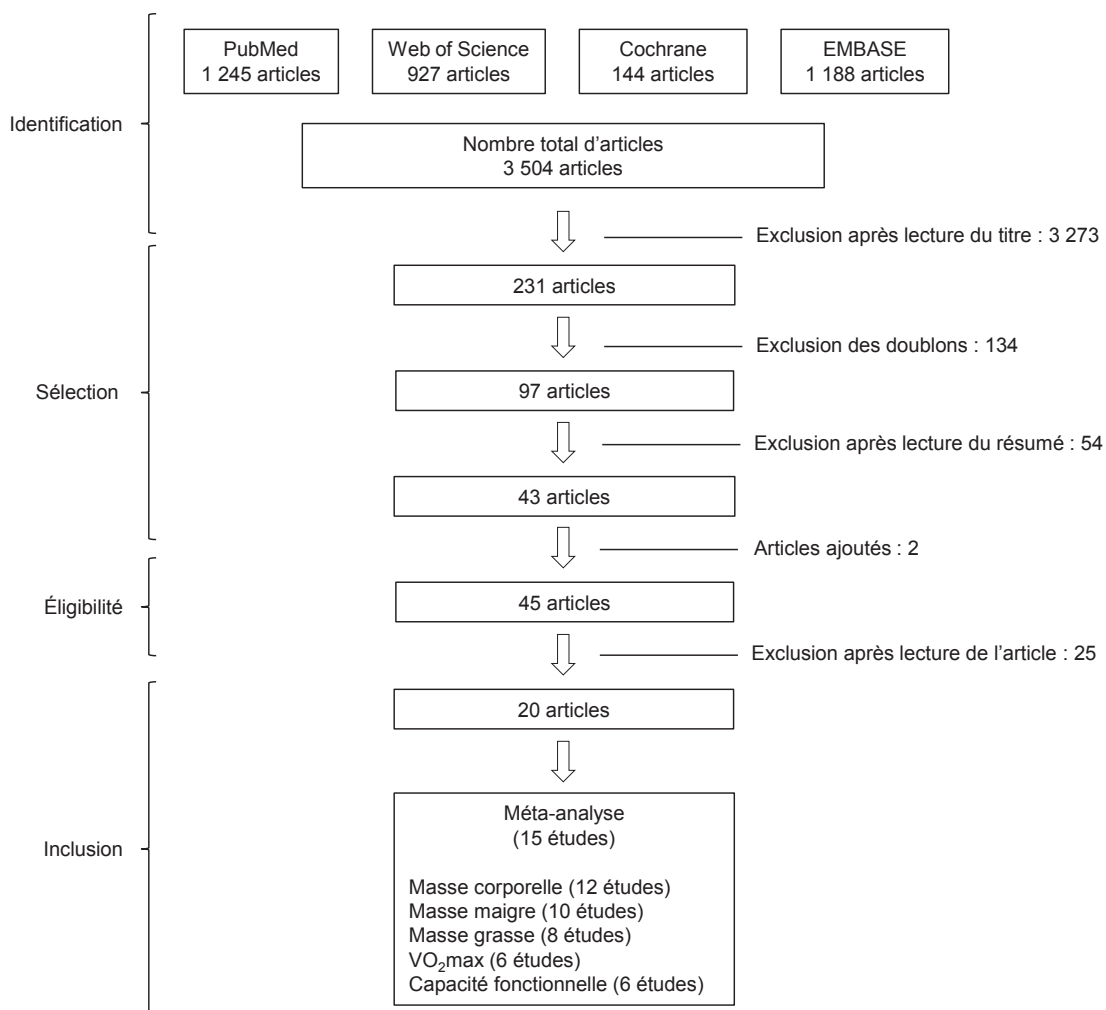 PubMed
1 245 articles
Web of Science
927 articles
Cochrane
144 articles
EMBASE
1 188 articles
Identification
Nombre total d’articles
3 504 articles
Exclusion après lecture du titre : 3 273
231 articles
Exclusion des doublons : 134
Sélection
97 articles
Exclusion après lecture du résumé : 54
43 articles
Articles ajoutés : 2
Éligibilité
45 articles
Exclusion après lecture de l’article : 25
20 articles
Inclusion
Méta-analyse
(15 études)
Masse corporelle (12 études)
Masse maigre (10 études)
Masse grasse (8 études)
VO₂max (6 études)
Capacité fonctionnelle (6 études)